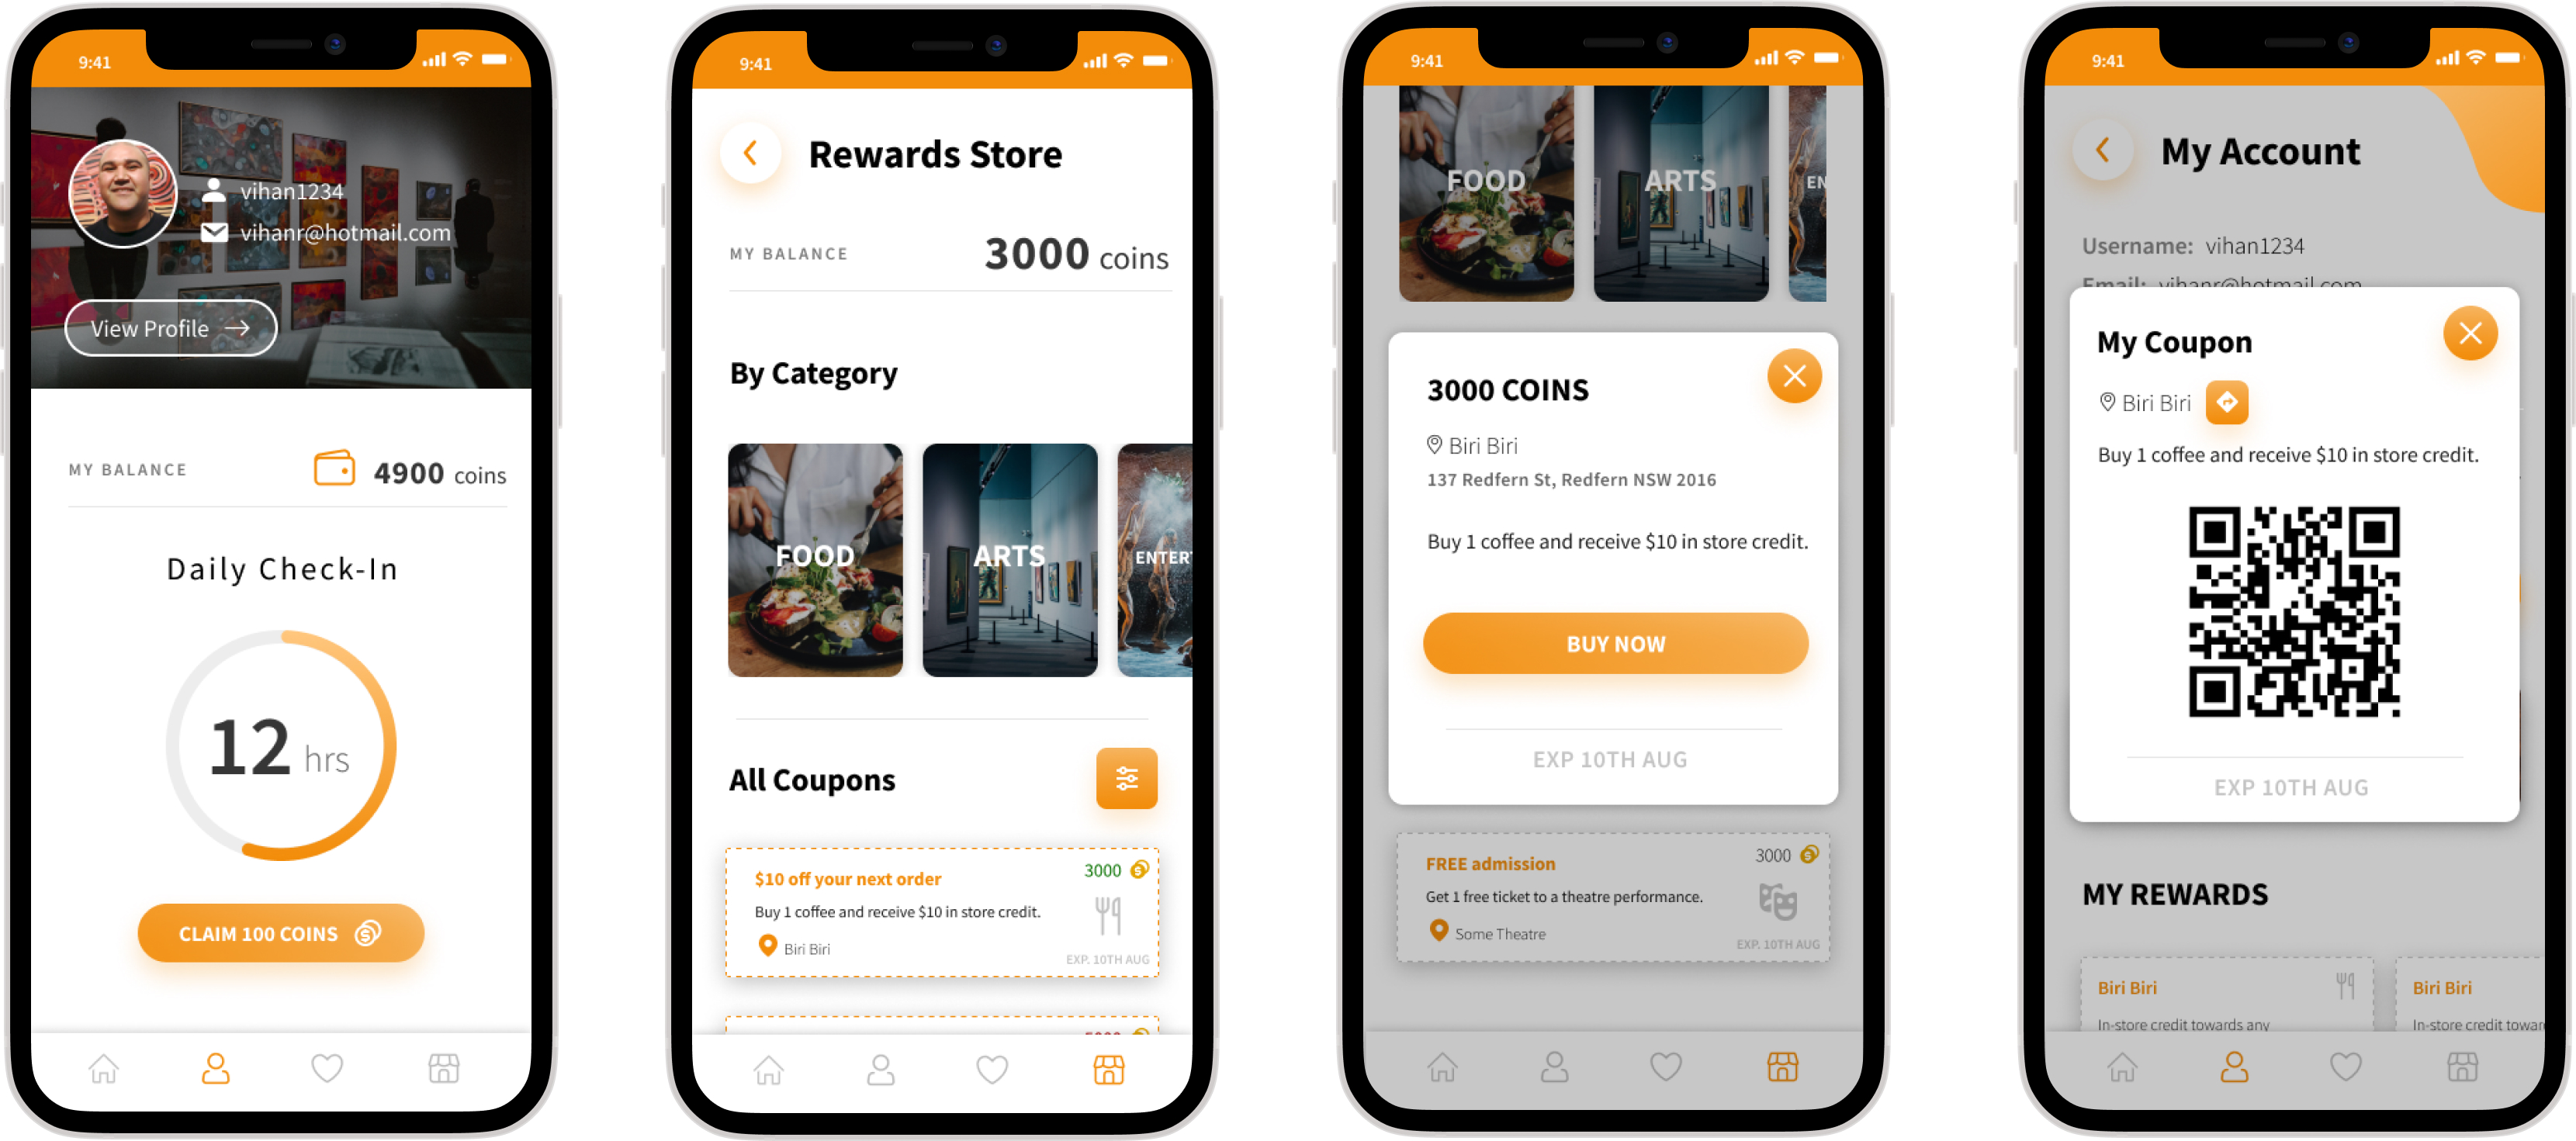 9:41
vihan1234
vihanr@hotmail.com
View Profile
MY BALANCE 4900 coins
Daily Check-In
12 hrs
CLAIM 100 COINS
9:41
Rewards Store
MY BALANCE 3000 coins
By Category
FOOD ARTS ENTER
All Coupons
$10 off your next order 3000
Buy 1 coffee and receive $10 in store credit.
Biri Biri
EXP. 10TH AUG
9:41
FOOD ARTS EN
3000 COINS
Biri Biri
137 Redfern St, Redfern NSW 2016
Buy 1 coffee and receive $10 in store credit.
BUY NOW
EXP 10TH AUG
FREE admission 3000
Get 1 free ticket to a theatre performance.
Some Theatre
EXP. 10TH AUG
9:41
My Account
Username: vihan1234
Email: vihanr@hotmail.com
My Coupon
Biri Biri
Buy 1 coffee and receive $10 in store credit.
EXP 10TH AUG
MY REWARDS
Biri Biri Biri Biri
In-store credit towards any In-store credit towar